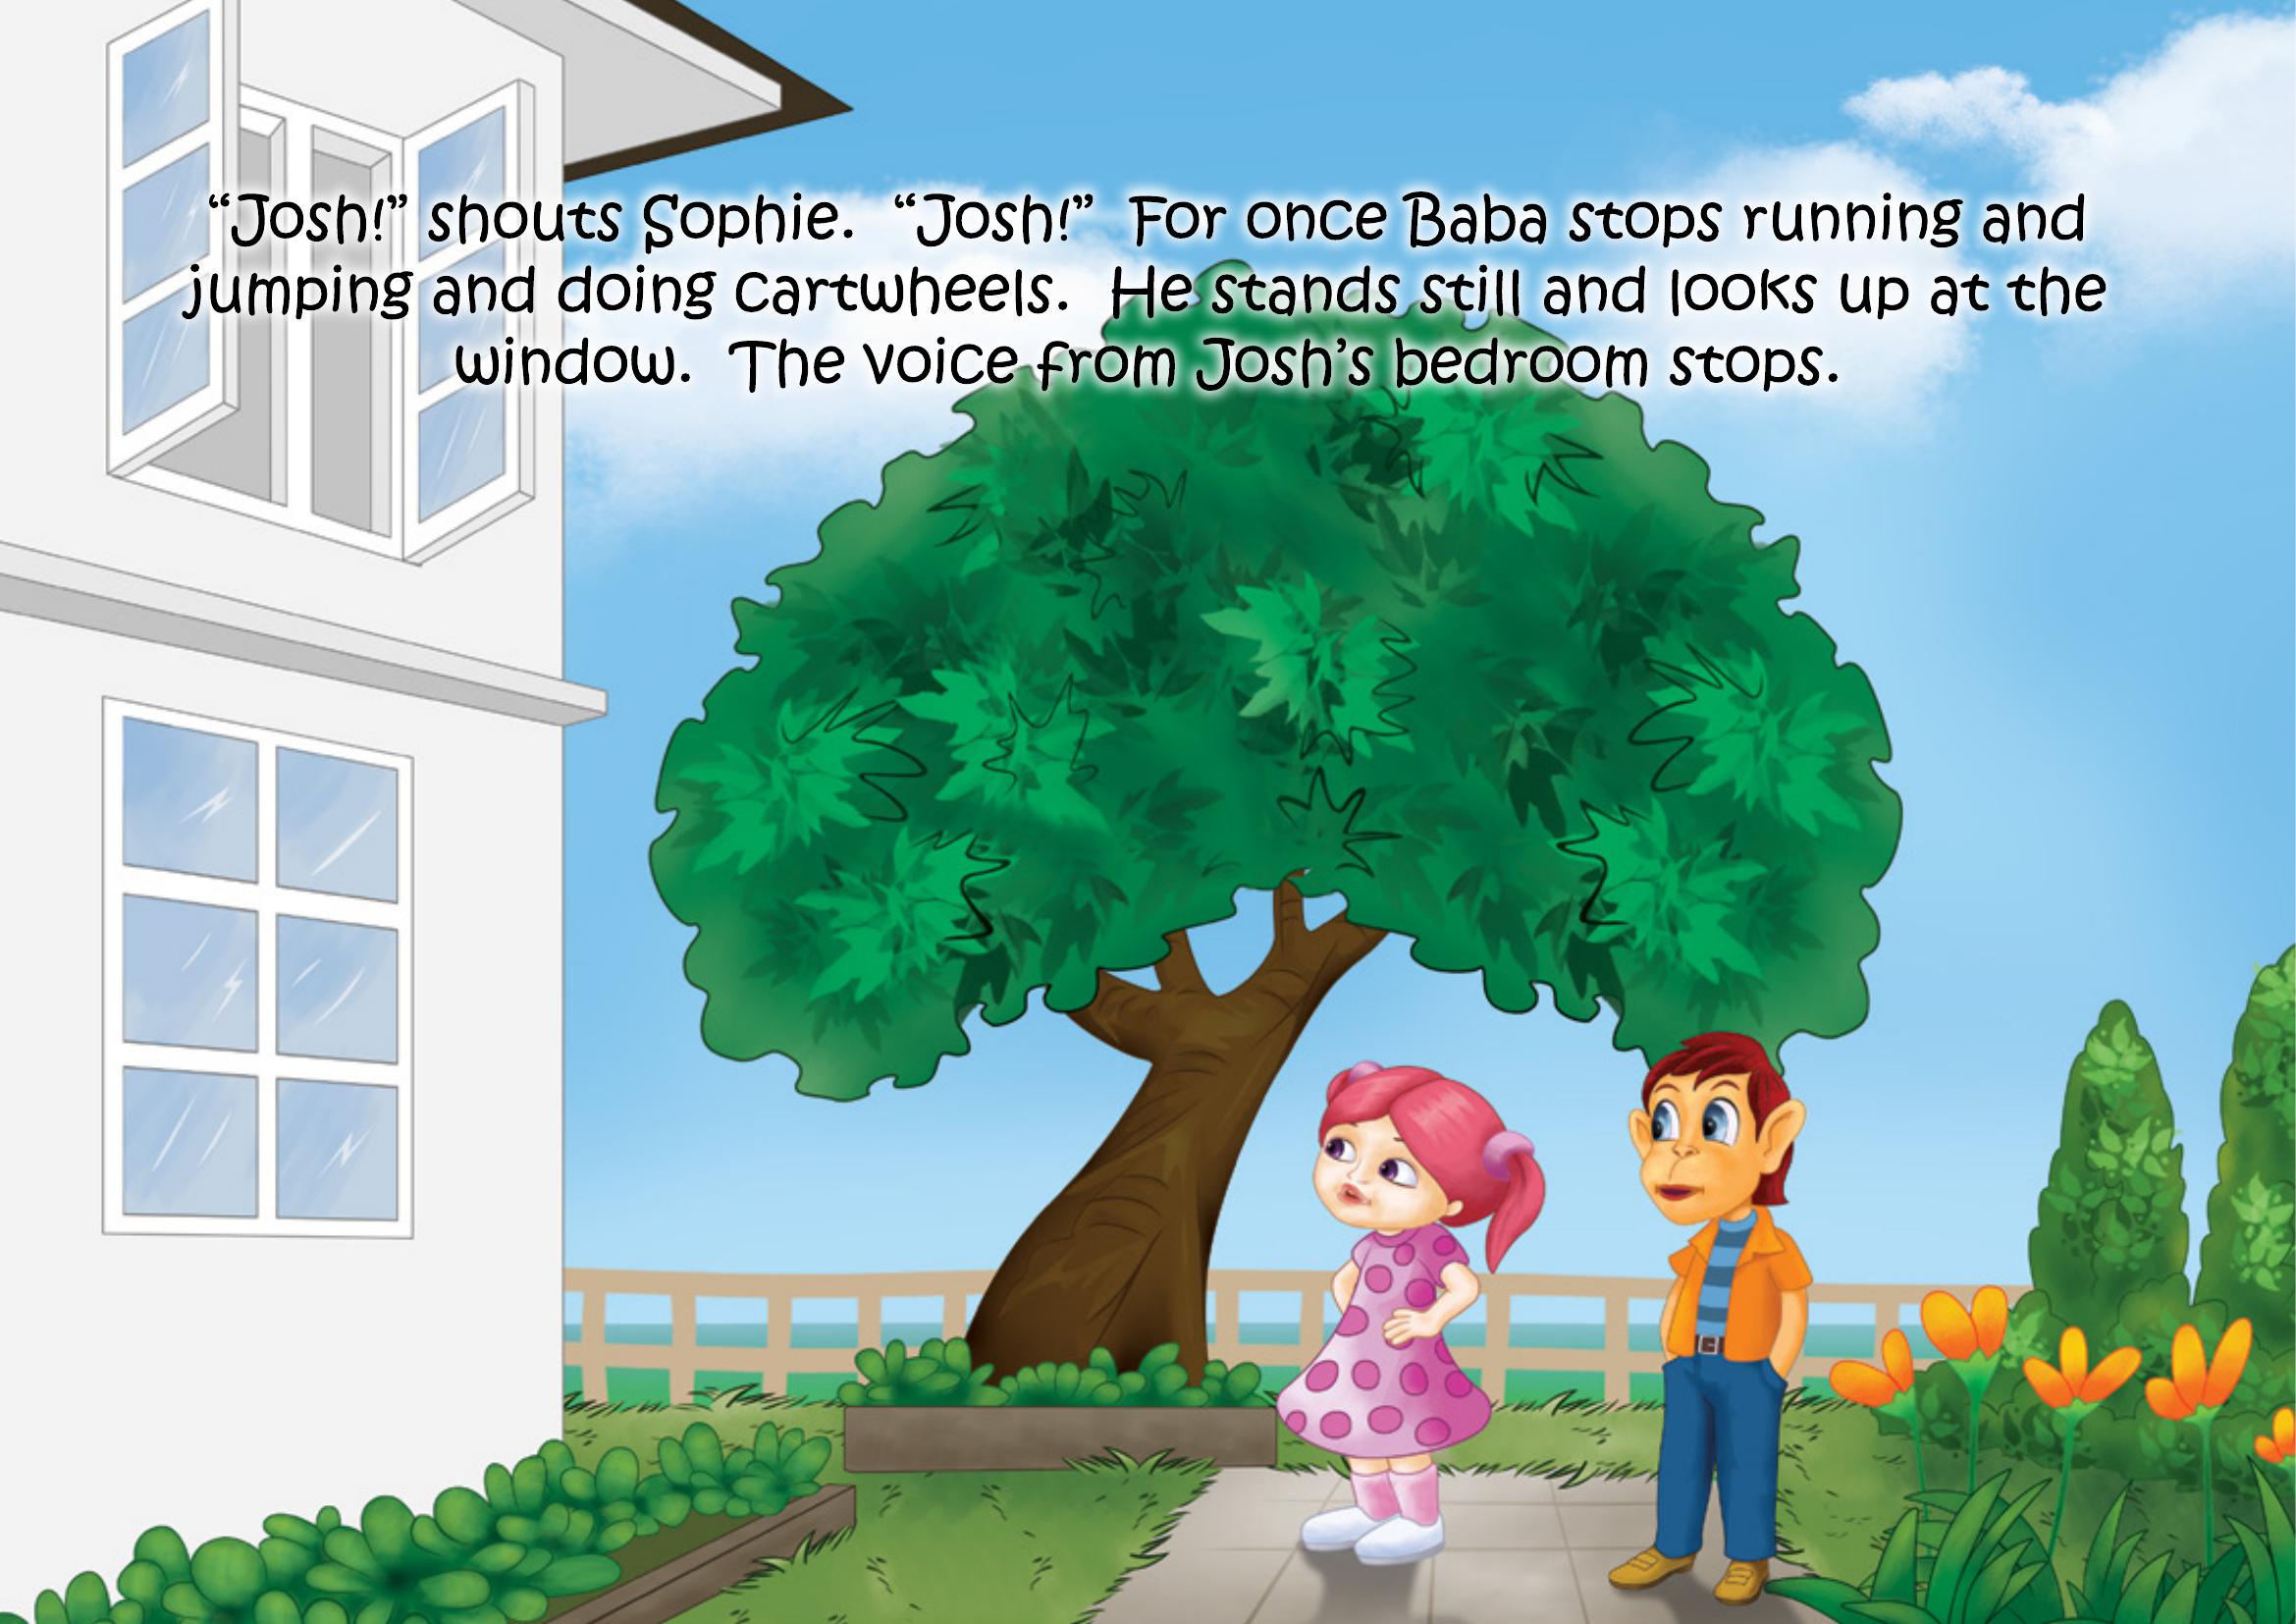 “Josh!” shouts Sophie.  “Josh!”  For once Baba stops running and
jumping and doing cartwheels.  He stands still and looks up at the
window.  The voice from Josh’s bedroom stops.